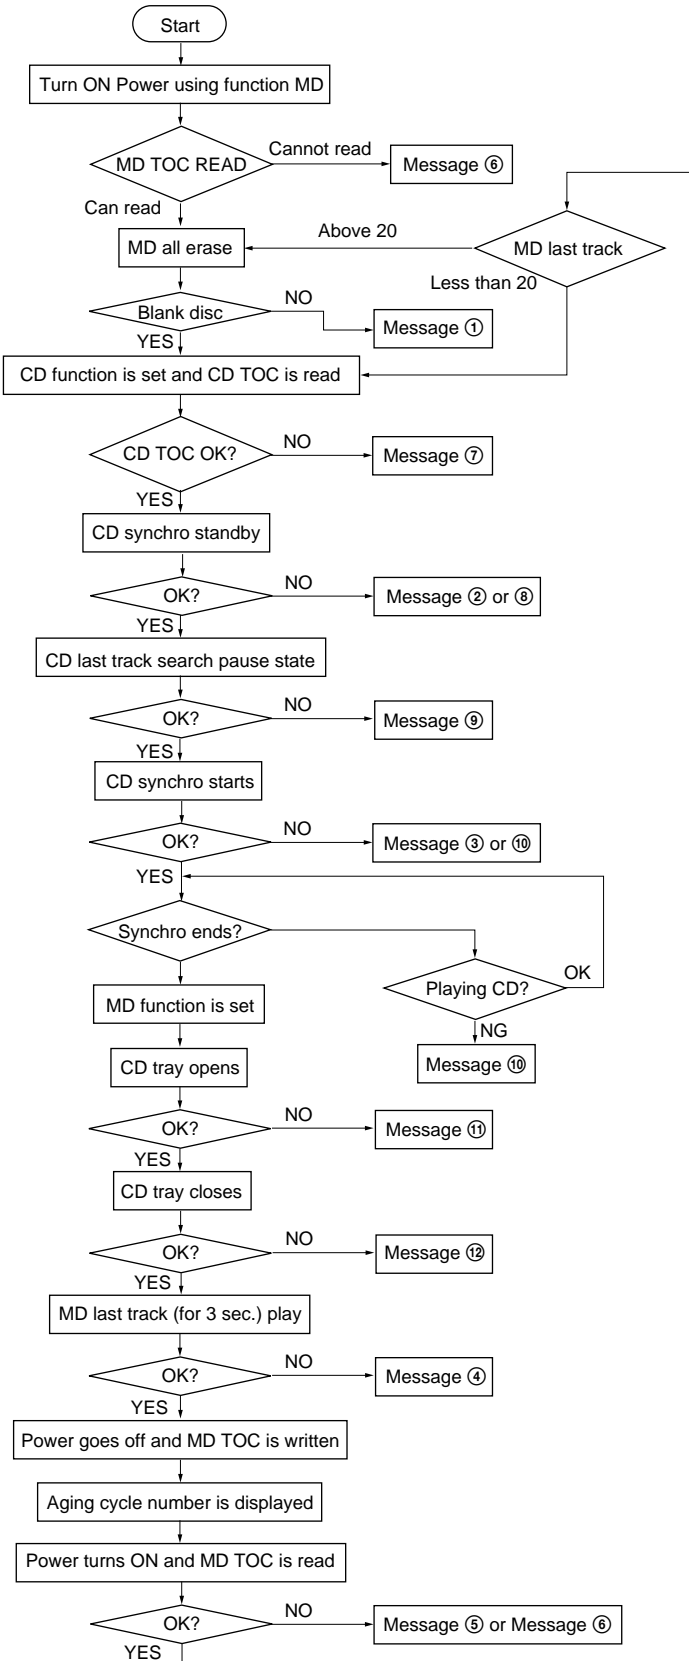 Start
Turn ON Power using function MD
MD TOC READ
Cannot read
Message ⑥
Can read
MD all erase
Above 20
MD last track
Less than 20
Blank disc
NO
Message ①
YES
CD function is set and CD TOC is read
CD TOC OK?
NO
Message ⑦
YES
CD synchro standby
OK?
NO
Message ② or ⑧
YES
CD last track search pause state
OK?
NO
Message ⑨
YES
CD synchro starts
OK?
NO
Message ③ or ⑩
YES
Synchro ends?
Playing CD?
OK
NG
Message ⑩
MD function is set
CD tray opens
OK?
NO
Message ⑪
YES
CD tray closes
OK?
NO
Message ⑫
YES
MD last track (for 3 sec.) play
OK?
NO
Message ④
YES
Power goes off and MD TOC is written
Aging cycle number is displayed
Power turns ON and MD TOC is read
OK?
NO
Message ⑤ or Message ⑥
YES